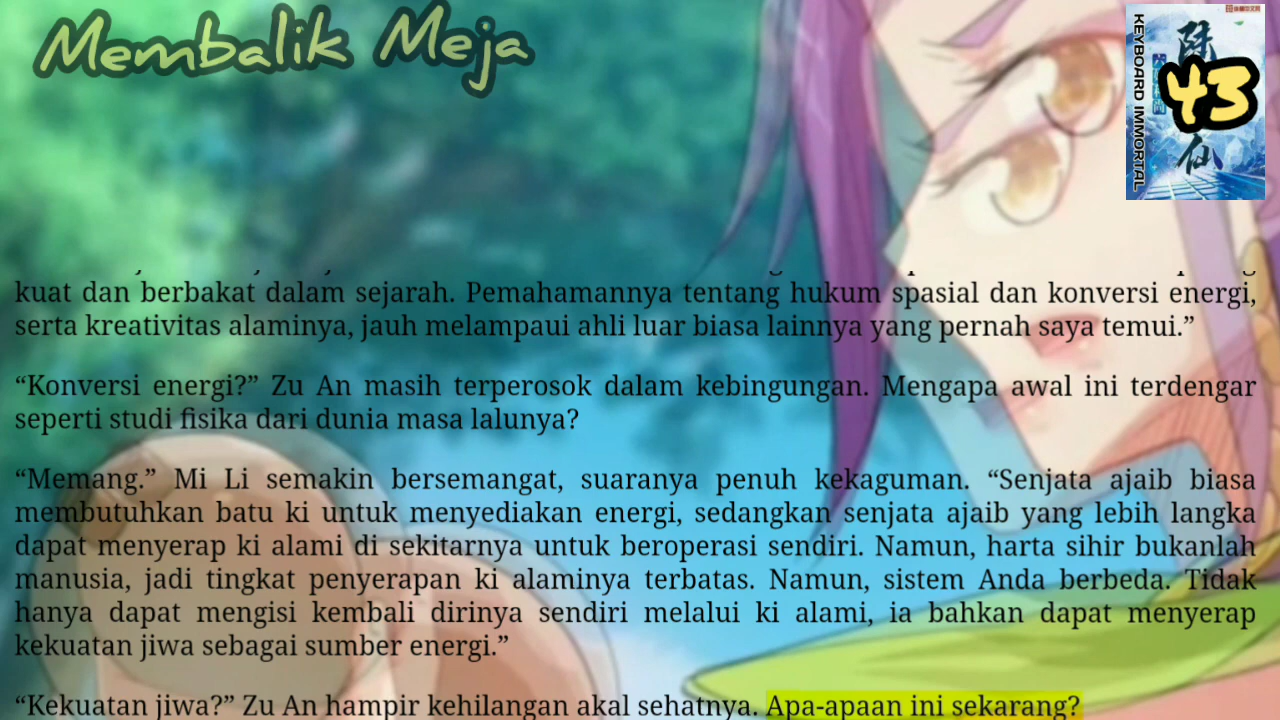 Membalik Meja
KEYBOARD IMMORTAL
43
仙
kuat dan berbakat dalam sejarah. Pemahamannya tentang hukum spasial dan konversi energi,
serta kreativitas alaminya, jauh melampaui ahli luar biasa lainnya yang pernah saya temui.”
“Konversi energi?” Zu An masih terperosok dalam kebingungan. Mengapa awal ini terdengar
seperti studi fisika dari dunia masa lalunya?
“Memang.” Mi Li semakin bersemangat, suaranya penuh kekaguman. “Senjata ajaib biasa
membutuhkan batu ki untuk menyediakan energi, sedangkan senjata ajaib yang lebih langka
dapat menyerap ki alami di sekitarnya untuk beroperasi sendiri. Namun, harta sihir bukanlah
manusia, jadi tingkat penyerapan ki alaminya terbatas. Namun, sistem Anda berbeda. Tidak
hanya dapat mengisi kembali dirinya sendiri melalui ki alami, ia bahkan dapat menyerap
kekuatan jiwa sebagai sumber energi.”
“Kekuatan jiwa?” Zu An hampir kehilangan akal sehatnya. Apa-apaan ini sekarang?